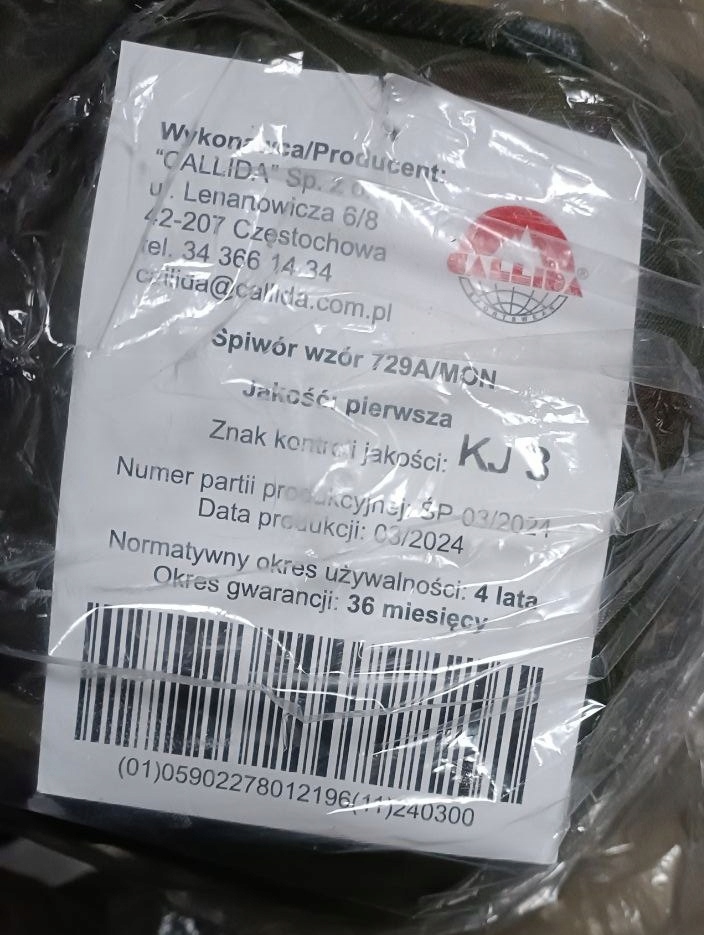 Wykonawca/Producent:
"CALLIDA" Sp. z o.
ul. Lenanowicza 6/8
42-207 Częstochowa
tel. 34 366 14 34
callida@callida.com.pl
CALLIDA®
SPORTSWEAR
Śpiwór wzór 729A/MON
Jakość: pierwsza
Znak kontroli jakości: KJ 3
Numer partii produkcyjnej: ŚP 03/2024
Data produkcji: 03/2024
Normatywny okres używalności: 4 lata
Okres gwarancji: 36 miesięcy
(01)05902278012196(11)240300